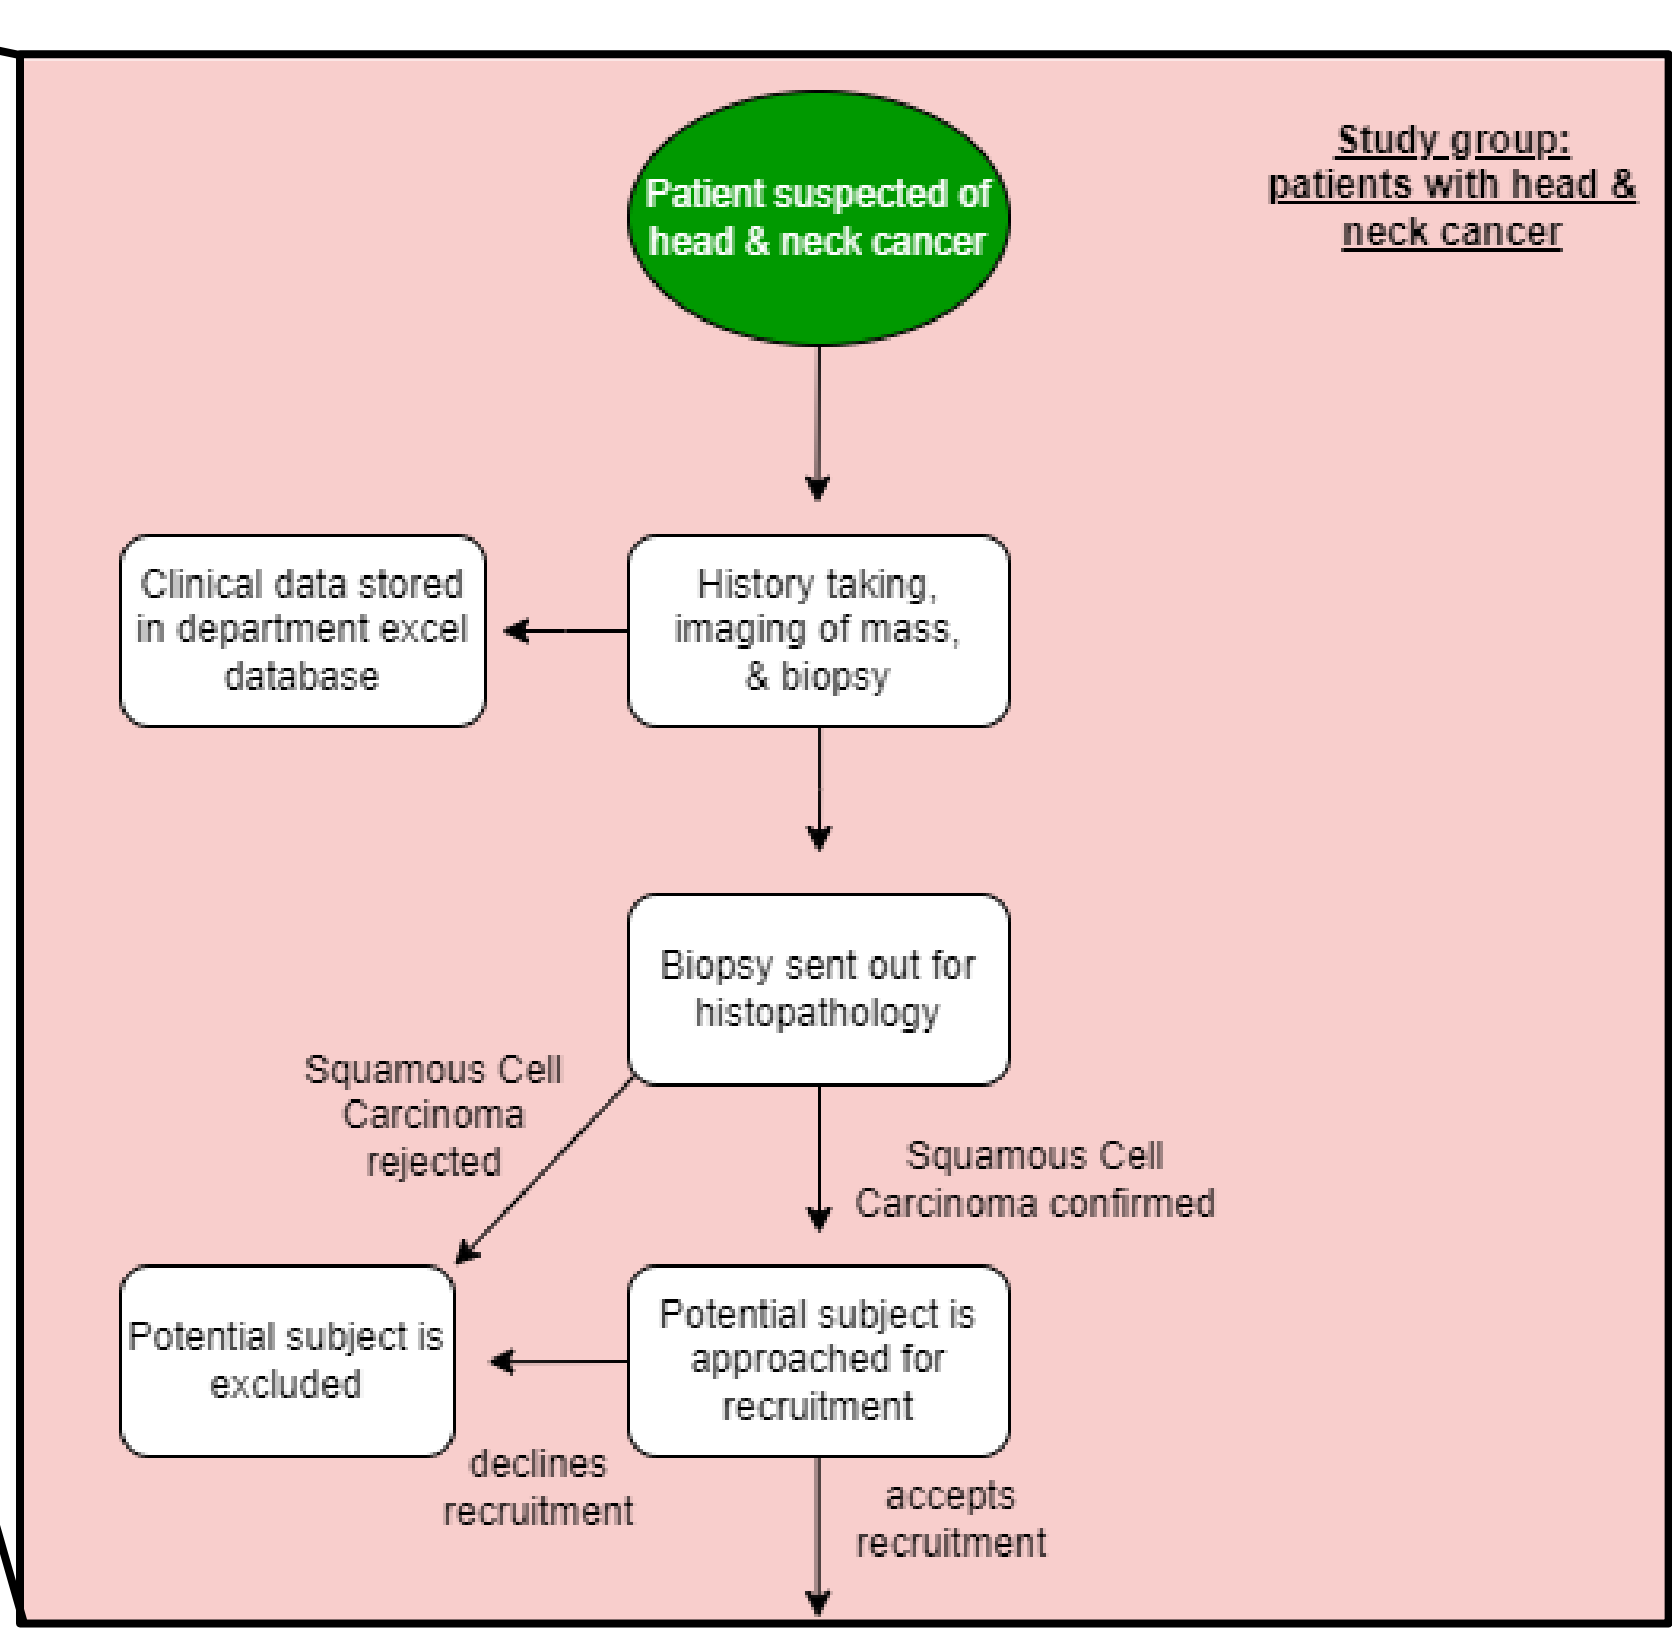 Study group:
patients with head &
neck cancer
Patient suspected of
head & neck cancer
Clinical data stored
in department excel
database
History taking,
imaging of mass,
& biopsy
Biopsy sent out for
histopathology
Squamous Cell
Carcinoma
rejected
Squamous Cell
Carcinoma confirmed
Potential subject is
excluded
Potential subject is
approached for
recruitment
declines
recruitment
accepts
recruitment